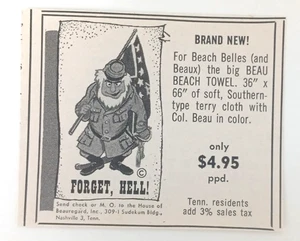 BRAND NEW!
For Beach Belles (and
Beaux) the big BEAU
BEACH TOWEL. 36" x
66" of soft, Southern-
type terry cloth with
Col. Beau in color.
only
$4.95
ppd.
Tenn. residents
add 3% sales tax
©
FORGET, HELL!
Send check or M. O. to the House of
Beauregard, Inc., 309-I Sudekum Bldg.,
Nashville 3, Tenn.